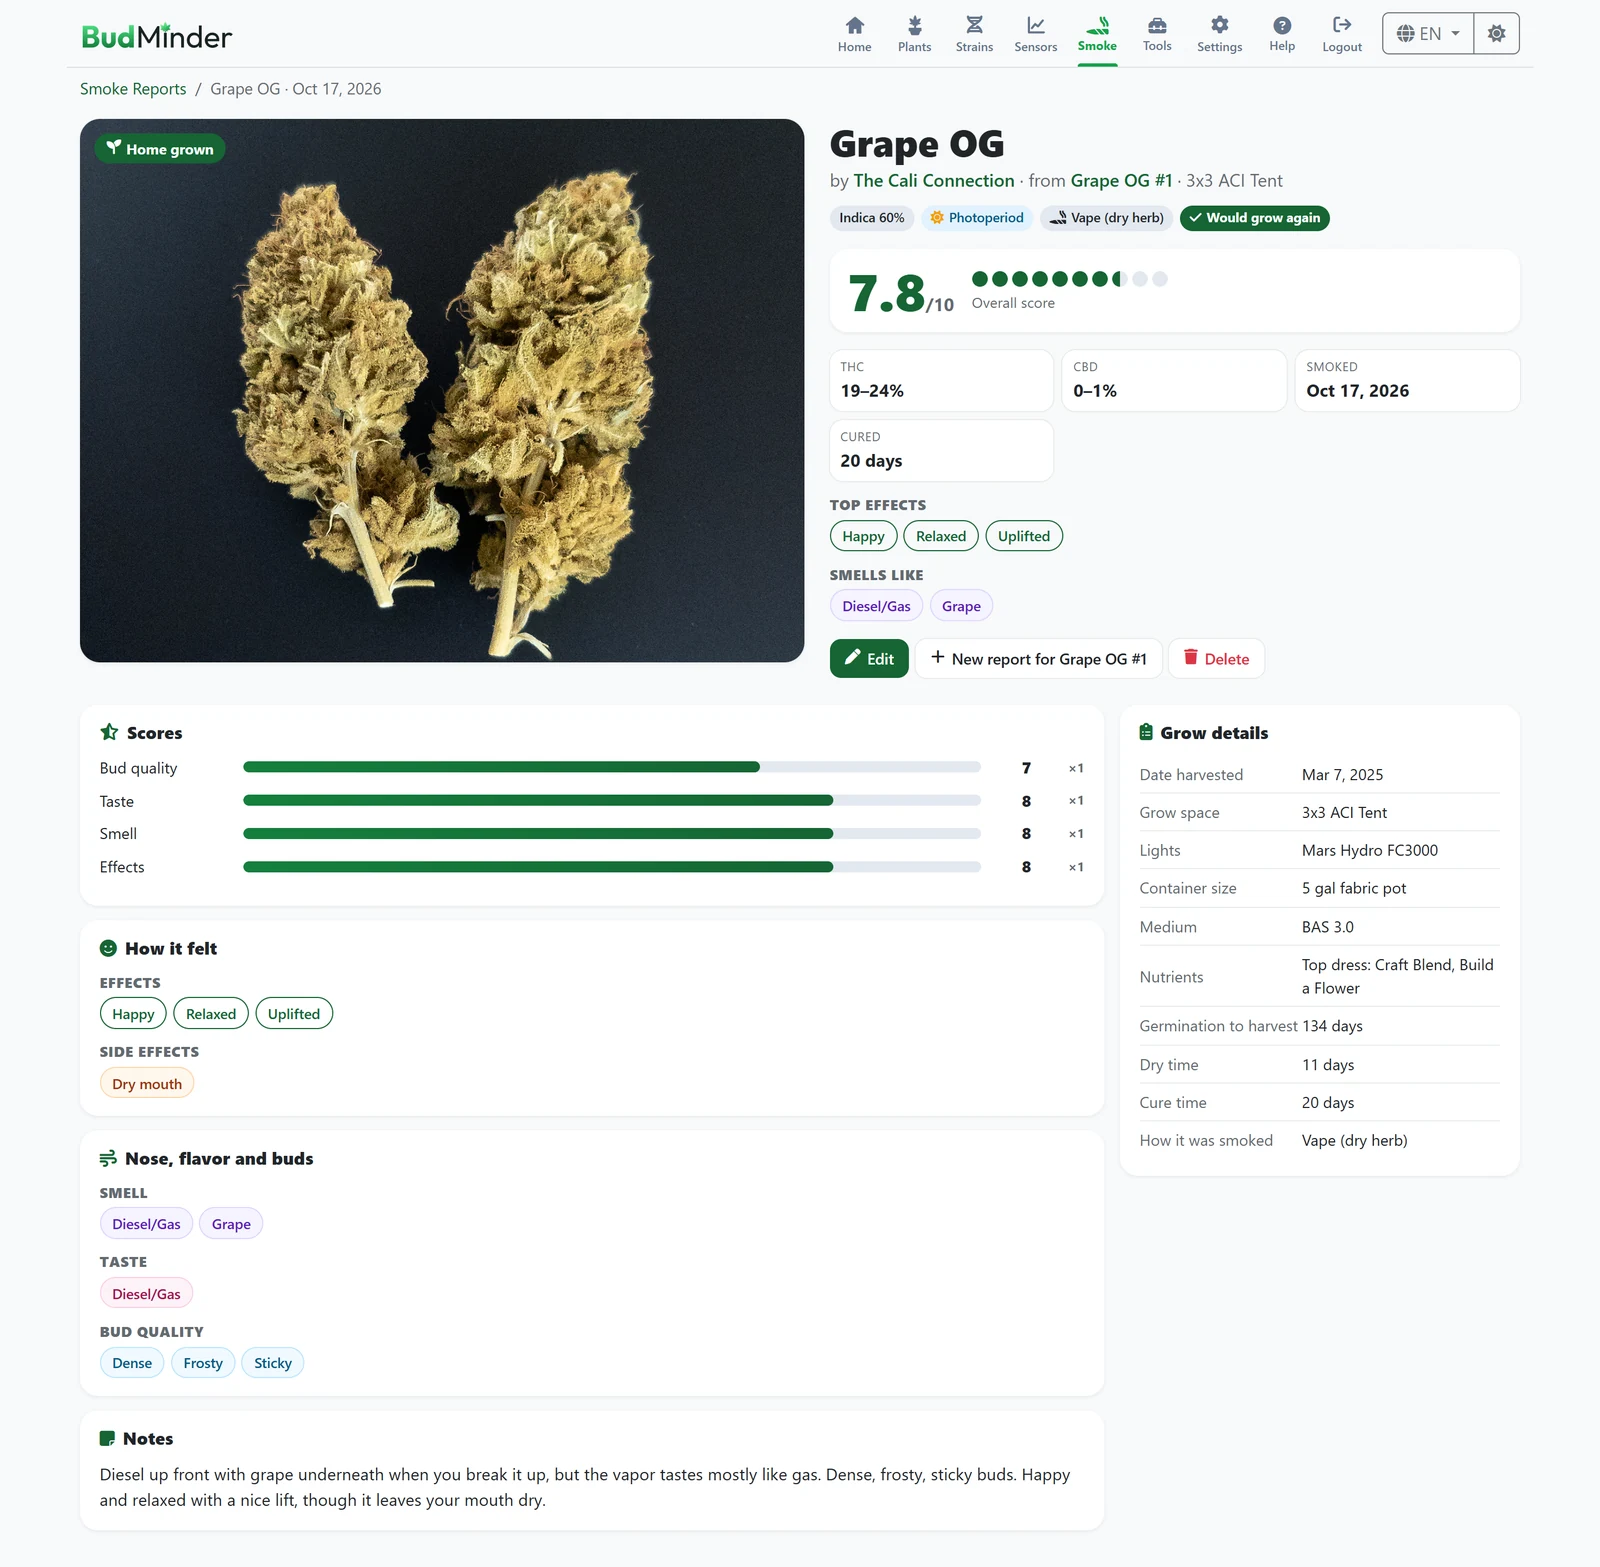 BudMinder
Home
Plants
Strains
Sensors
Smoke
Tools
Settings
Help
Logout
EN
Smoke Reports / Grape OG · Oct 17, 2026
Home grown
Grape OG
by The Cali Connection · from Grape OG #1 · 3x3 ACI Tent
Indica 60%
Photoperiod
Vape (dry herb)
Would grow again
7.8/10
Overall score
THC
19–24%
CBD
0–1%
SMOKED
Oct 17, 2026
CURED
20 days
TOP EFFECTS
Happy
Relaxed
Uplifted
SMELLS LIKE
Diesel/Gas
Grape
Edit
New report for Grape OG #1
Delete
Scores
Bud quality 7 ×1
Taste 8 ×1
Smell 8 ×1
Effects 8 ×1
How it felt
EFFECTS
Happy
Relaxed
Uplifted
SIDE EFFECTS
Dry mouth
Nose, flavor and buds
SMELL
Diesel/Gas
Grape
TASTE
Diesel/Gas
BUD QUALITY
Dense
Frosty
Sticky
Notes
Diesel up front with grape underneath when you break it up, but the vapor tastes mostly like gas. Dense, frosty, sticky buds. Happy
and relaxed with a nice lift, though it leaves your mouth dry.
Grow details
Date harvested Mar 7, 2025
Grow space 3x3 ACI Tent
Lights Mars Hydro FC3000
Container size 5 gal fabric pot
Medium BAS 3.0
Nutrients Top dress: Craft Blend, Build
a Flower
Germination to harvest 134 days
Dry time 11 days
Cure time 20 days
How it was smoked Vape (dry herb)